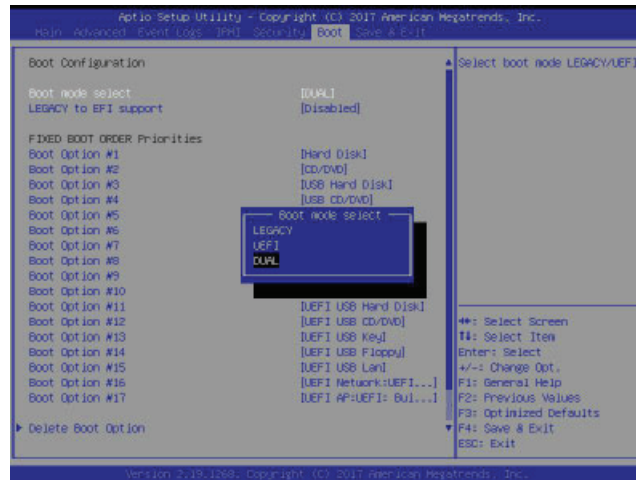 Aptio Setup Utility - Copyright (C) 2017 American Megatrends, Inc.
Main Advanced Event Logs IPMI Security Boot Save & Exit
Boot Configuration
Boot mode select [DUAL]
LEGACY to EFI support [Disabled]
FIXED BOOT ORDER Priorities
Boot Option #1 [Hard Disk]
Boot Option #2 [CD/DVD]
Boot Option #3 [USB Hard Disk]
Boot Option #4 [USB CD/DVD]
Boot Option #5
Boot Option #6
Boot Option #7
Boot Option #8
Boot Option #9
Boot Option #10
Boot Option #11 [UEFI USB Hard Disk]
Boot Option #12 [UEFI USB CD/DVD]
Boot Option #13 [UEFI USB Key]
Boot Option #14 [UEFI USB Floppy]
Boot Option #15 [UEFI USB Lan]
Boot Option #16 [UEFI Network:UEFI...]
Boot Option #17 [UEFI AP:UEFI: Bui...]
Delete Boot Option
Boot mode select
LEGACY
UEFI
DUAL
Select boot mode LEGACY/UEFI
↔: Select Screen
↑↓: Select Item
Enter: Select
+/-: Change Opt.
F1: General Help
F2: Previous Values
F3: Optimized Defaults
F4: Save & Exit
ESC: Exit
Version 2.19.1268. Copyright (C) 2017 American Megatrends, Inc.